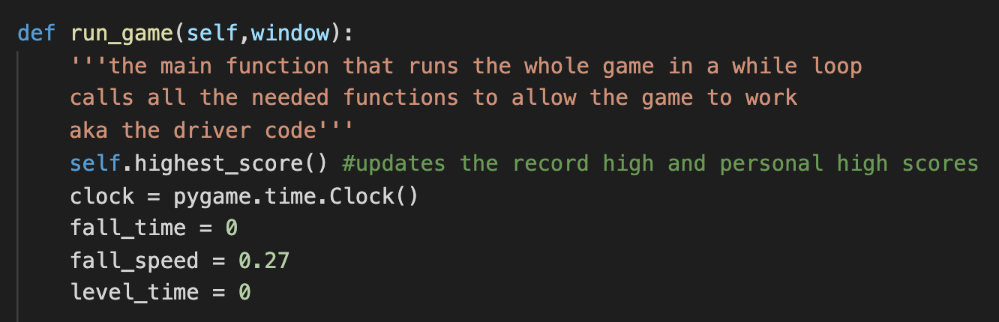 def run_game(self,window):
'''the main function that runs the whole game in a while loop
calls all the needed functions to allow the game to work
aka the driver code'''
self.highest_score() #updates the record high and personal high scores
clock = pygame.time.Clock()
fall_time = 0
fall_speed = 0.27
level_time = 0